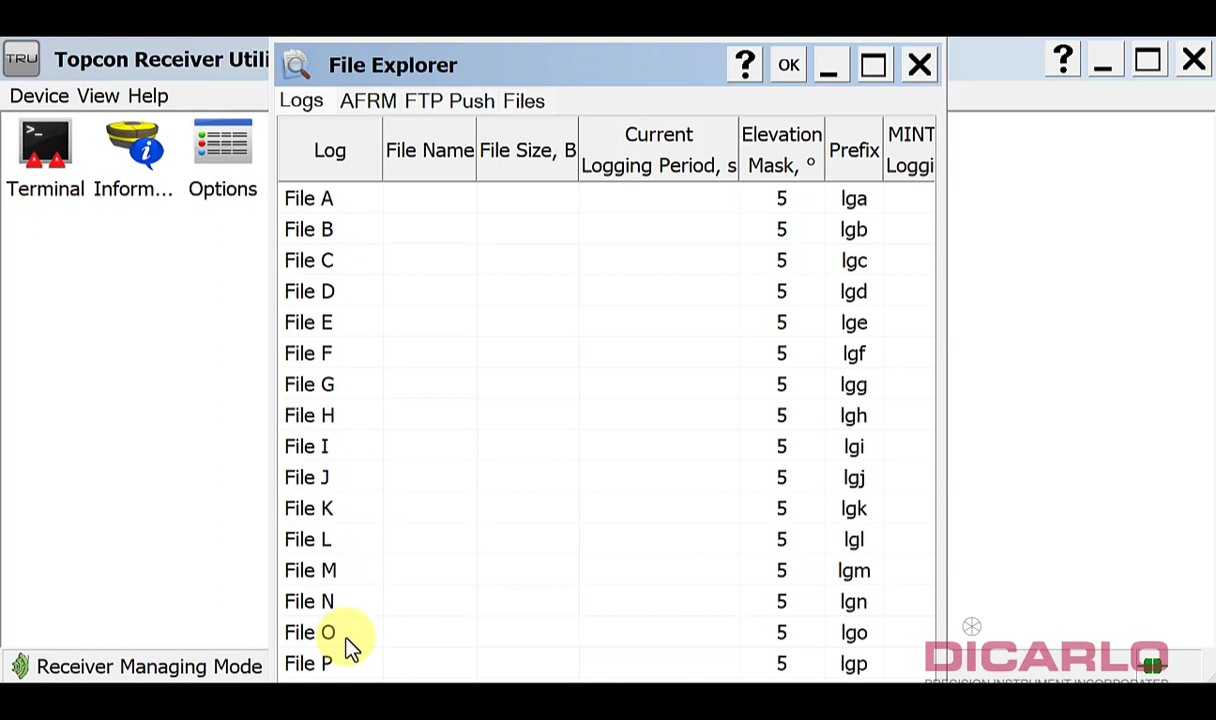 TRU Topcon Receiver Utili
Device View Help
Terminal Inform... Options
Receiver Managing Mode
File Explorer
? OK
Logs AFRM FTP Push Files
Log File Name File Size, B Current Logging Period, s Elevation Mask, º Prefix MINT Loggi
File A 5 lga
File B 5 lgb
File C 5 lgc
File D 5 lgd
File E 5 lge
File F 5 lgf
File G 5 lgg
File H 5 lgh
File I 5 lgi
File J 5 lgj
File K 5 lgk
File L 5 lgl
File M 5 lgm
File N 5 lgn
File O 5 lgo
File P 5 lgp
?
DICARLO
PRECISION INSTRUMENT INCORPORATED